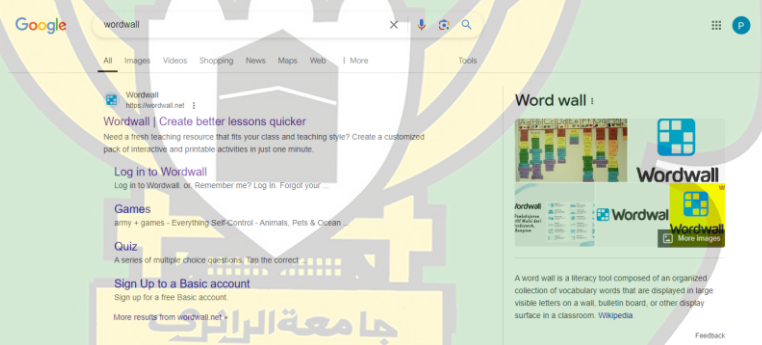 Google
wordwall
All Images Videos Shopping News Maps Web More Tools
P
Wordwall
https://wordwall.net
Wordwall | Create better lessons quicker
Need a fresh teaching resource that fits your class and teaching style? Create a customized
pack of interactive and printable activities in just one minute.
Log in to Wordwall
Log in to Wordwall. or. Remember me? Log In. Forgot your ...
Games
army + games - Everything Self-Control - Animals, Pets & Ocean ...
Quiz
A series of multiple choice questions. Tap the correct ...
Sign Up to a Basic account
Sign up for a free Basic account.
More results from wordwall.net »
Word wall
Wordwall
Wordwall
Wordwall
More images
A word wall is a literacy tool composed of an organized
collection of vocabulary words that are displayed in large
visible letters on a wall, bulletin board, or other display
surface in a classroom. Wikipedia
Feedback
جامعةالرانري